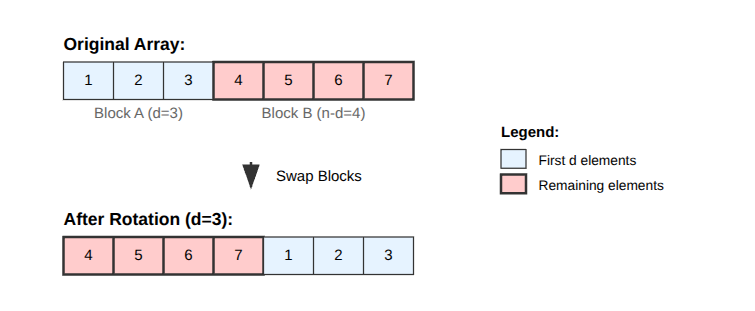 Original Array:
1 2 3 4 5 6 7
Block A (d=3) Block B (n-d=4)
Legend:
First d elements
Remaining elements
Swap Blocks
After Rotation (d=3):
4 5 6 7 1 2 3